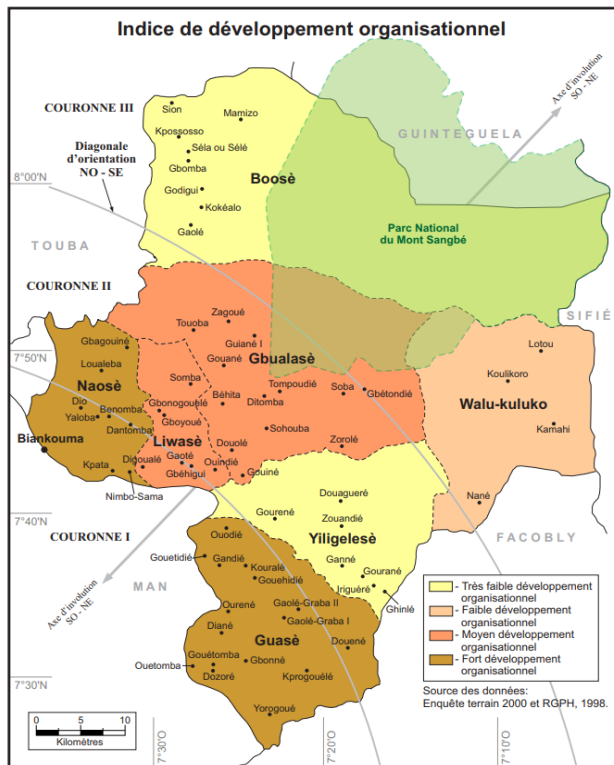 Indice de développement organisationnel
Axe d'involution
SO - NE
COURONNE III
Sion
Mamizo
Kpossosso
GUINTEGUELA
Diagonale
d'orientation
NO - SE
Séla ou Sélé
Gbomba
Boosè
8°00'N
Godigui
Kokéalo
Gaolé
Parc National
du Mont Sangbé
TOUBA
COURONNE II
SIFIÉ
Zagoué
Touoba
Gbagouiné
Guiané I
Lotou
7°50'N
Gouané
Gbualasè
Loualeba
Koulikoro
Naosè
Somba
Tompoudié
Soba
Gbétondié
Dio
Benomba
Gbonogouélé
Béhita
Ditomba
Walu-kuluko
Yaloba
Gboyoué
Dantomba
Sohouba
Kamahi
Biankouma
Liwasè
Douolé
Zorolé
Kpata
Digoualé
Gaoté
Ouindié
Gbéhigui
Gouiné
Nimbo-Sama
Douagueré
Nané
7°40'N
Gourené
Zouandié
COURONNE I
Ouodié
Yiligelesè
FACOBLY
Gouetidié
Gandié
Kouralé
Ganné
Gourané
MAN
Gouehidié
Iriguéré
Axe d'involution
SO - NE
Ghinlé
Ourené
Gaolé-Graba II
Gaolé-Graba I
Diané
Guasè
Douené
Gouétomba
Gbonné
Ouetomba
Dozoré
Kprogouélé
7°30'N
Yorogoué
- Très faible développement
organisationnel
- Faible développement
organisationnel
- Moyen développement
organisationnel
- Fort développement
organisationnel
Source des données:
Enquête terrain 2000 et RGPH, 1998.
0 5 10
Kilomètres
7°30'O
7°20'O
7°10'O